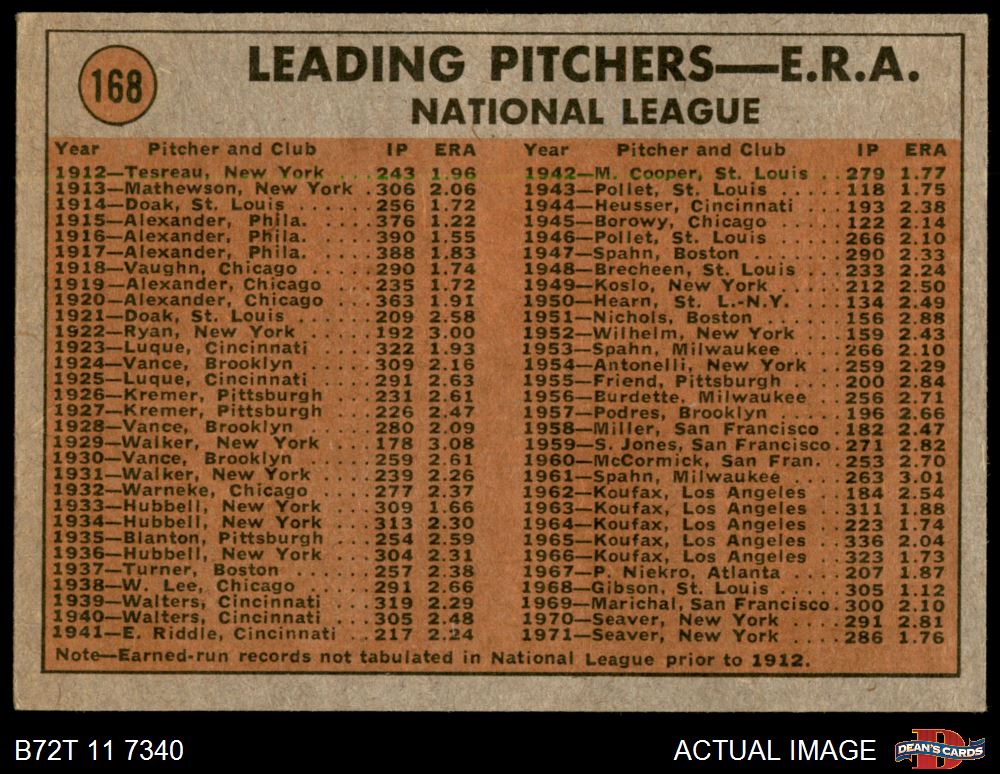 168
LEADING PITCHERS—E.R.A.
NATIONAL LEAGUE
Year Pitcher and Club IP ERA
1912—Tesreau, New York ...243 1.96
1913—Mathewson, New York .306 2.06
1914—Doak, St. Louis ......256 1.72
1915—Alexander, Phila. ....376 1.22
1916—Alexander, Phila. ....390 1.55
1917—Alexander, Phila. ....388 1.83
1918—Vaughn, Chicago .....290 1.74
1919—Alexander, Chicago ...235 1.72
1920—Alexander, Chicago ...363 1.91
1921—Doak, St. Louis ......209 2.58
1922—Ryan, New York .....192 3.00
1923—Luque, Cincinnati ....322 1.93
1924—Vance, Brooklyn .....309 2.16
1925—Luque, Cincinnati ....291 2.63
1926—Kremer, Pittsburgh ...231 2.61
1927—Kremer, Pittsburgh ...226 2.47
1928—Vance, Brooklyn .....280 2.09
1929—Walker, New York ....178 3.08
1930—Vance, Brooklyn .....259 2.61
1931—Walker, New York ....239 2.26
1932—Warneke, Chicago ....277 2.37
1933—Hubbell, New York ...309 1.66
1934—Hubbell, New York ...313 2.30
1935—Blanton, Pittsburgh ...254 2.59
1936—Hubbell, New York ...304 2.31
1937—Turner, Boston ......257 2.38
1938—W. Lee, Chicago .....291 2.66
1939—Walters, Cincinnati ...319 2.29
1940—Walters, Cincinnati ...305 2.48
1941—E. Riddle, Cincinnati ..217 2.24
Year Pitcher and Club IP ERA
1942—M. Cooper, St. Louis ..279 1.77
1943—Pollet, St. Louis .....118 1.75
1944—Heusser, Cincinnati ...193 2.38
1945—Borowy, Chicago .....122 2.14
1946—Pollet, St. Louis .....266 2.10
1947—Spahn, Boston .......290 2.33
1948—Brecheen, St. Louis ...233 2.24
1949—Koslo, New York .....212 2.50
1950—Hearn, St. L.-N.Y. ....134 2.49
1951—Nichols, Boston ......156 2.88
1952—Wilhelm, New York ...159 2.43
1953—Spahn, Milwaukee ....266 2.10
1954—Antonelli, New York ..259 2.29
1955—Friend, Pittsburgh ....200 2.84
1956—Burdette, Milwaukee ..256 2.71
1957—Podres, Brooklyn .....196 2.66
1958—Miller, San Francisco .182 2.47
1959—S. Jones, San Francisco.271 2.82
1960—McCormick, San Fran. .253 2.70
1961—Spahn, Milwaukee ....263 3.01
1962—Koufax, Los Angeles ..184 2.54
1963—Koufax, Los Angeles ..311 1.88
1964—Koufax, Los Angeles ..223 1.74
1965—Koufax, Los Angeles ..336 2.04
1966—Koufax, Los Angeles ..323 1.73
1967—P. Niekro, Atlanta ....207 1.87
1968—Gibson, St. Louis .....305 1.12
1969—Marichal, San Francisco.300 2.10
1970—Seaver, New York ....291 2.81
1971—Seaver, New York ....286 1.76
Note—Earned-run records not tabulated in National League prior to 1912.
B72T 11 7340
ACTUAL IMAGE
DEAN'S CARDS